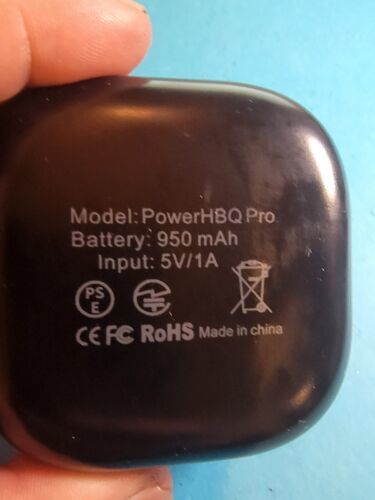 Model: PowerHBQ Pro
Battery: 950 mAh
Input: 5V/1A
PS
E
CE FC RoHS Made in china